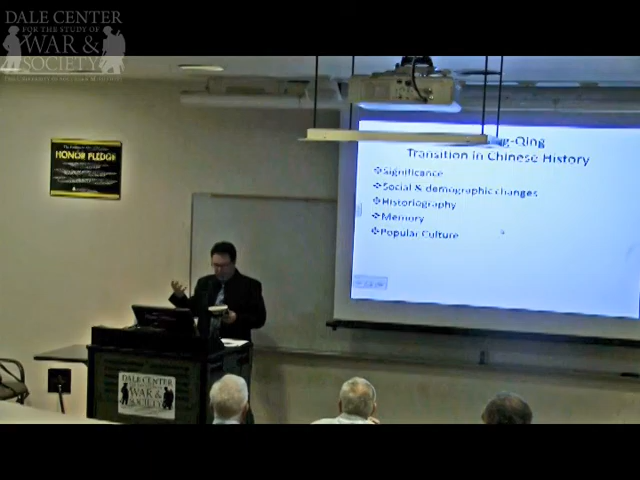 DALE CENTER
FOR THE STUDY OF
WAR &
SOCIETY
HONOR PLEDGE
g-Qing
Transition in Chinese History
❖Significance
❖Social & demographic changes
❖Historiography
❖Memory
❖Popular Culture
DALE CENTER
WAR &
SOCIETY